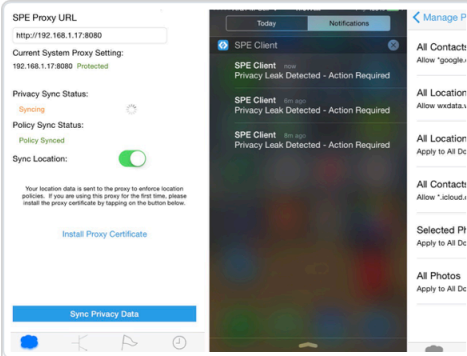 SPE Proxy URL
http://192.168.1.17:8080
Current System Proxy Setting:
192.168.1.17:8080 Protected
Privacy Sync Status:
Syncing
Policy Sync Status:
Policy Synced
Sync Location:
Your location data is sent to the proxy to enforce location
policies. If you are using this proxy for the first time, please
install the proxy certificate by tapping on the button below.
Install Proxy Certificate
Sync Privacy Data
Today
Notifications
SPE Client
SPE Client now
Privacy Leak Detected - Action Required
SPE Client 6m ago
Privacy Leak Detected - Action Required
SPE Client 8m ago
Privacy Leak Detected - Action Required
Manage P
All Contacts
Allow *google.
All Location
Allow wxdata.
All Location
Apply to All Do
All Contacts
Allow *.icloud.
Selected Ph
Apply to All Do
All Photos
Apply to All Do